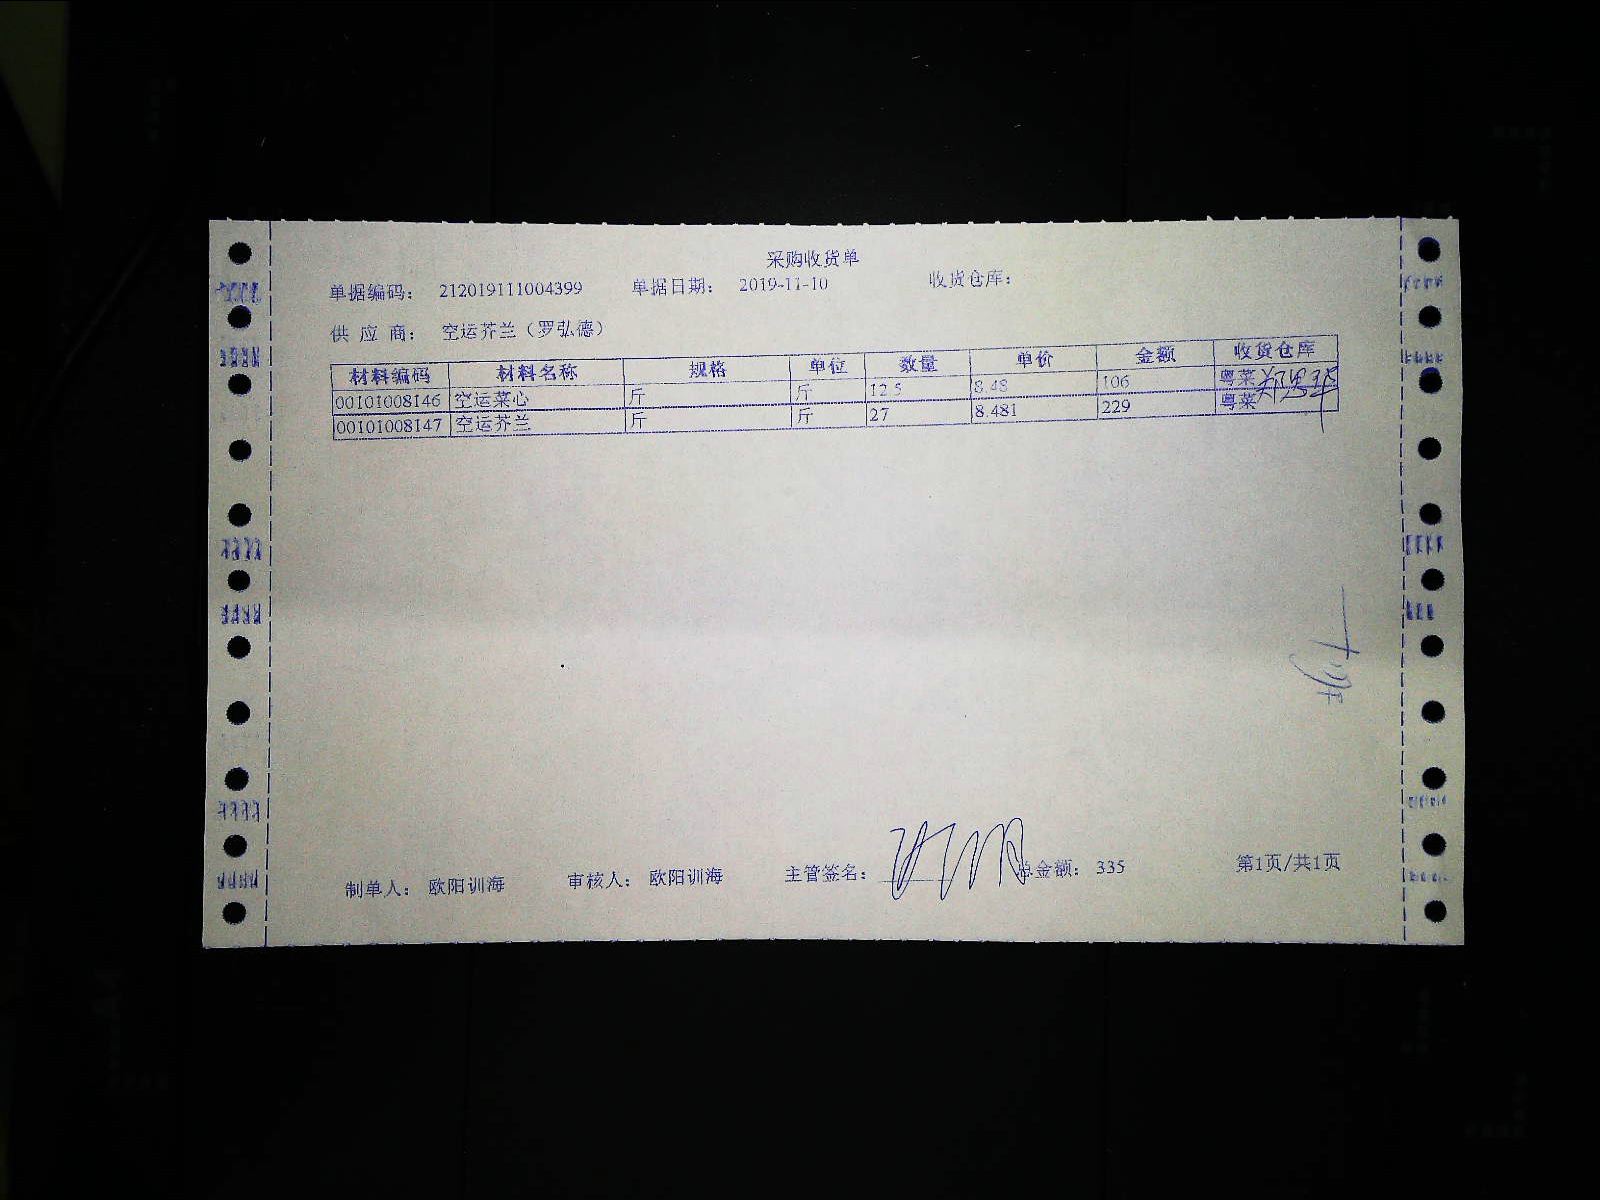 采购收货单
单据编码： 212019111004399 单据日期： 2019-11-10 收货仓库：
供 应 商： 空运芥兰（罗弘德）
材料编码 材料名称 规格 单位 数量 单价 金额 收货仓库
00101008146 空运菜心 斤 斤 12.5 8.48 106 粤菜
00101008147 空运芥兰 斤 斤 27 8.481 229 粤菜
制单人： 欧阳训海 审核人： 欧阳训海 主管签名： 总金额： 335 第1页/共1页